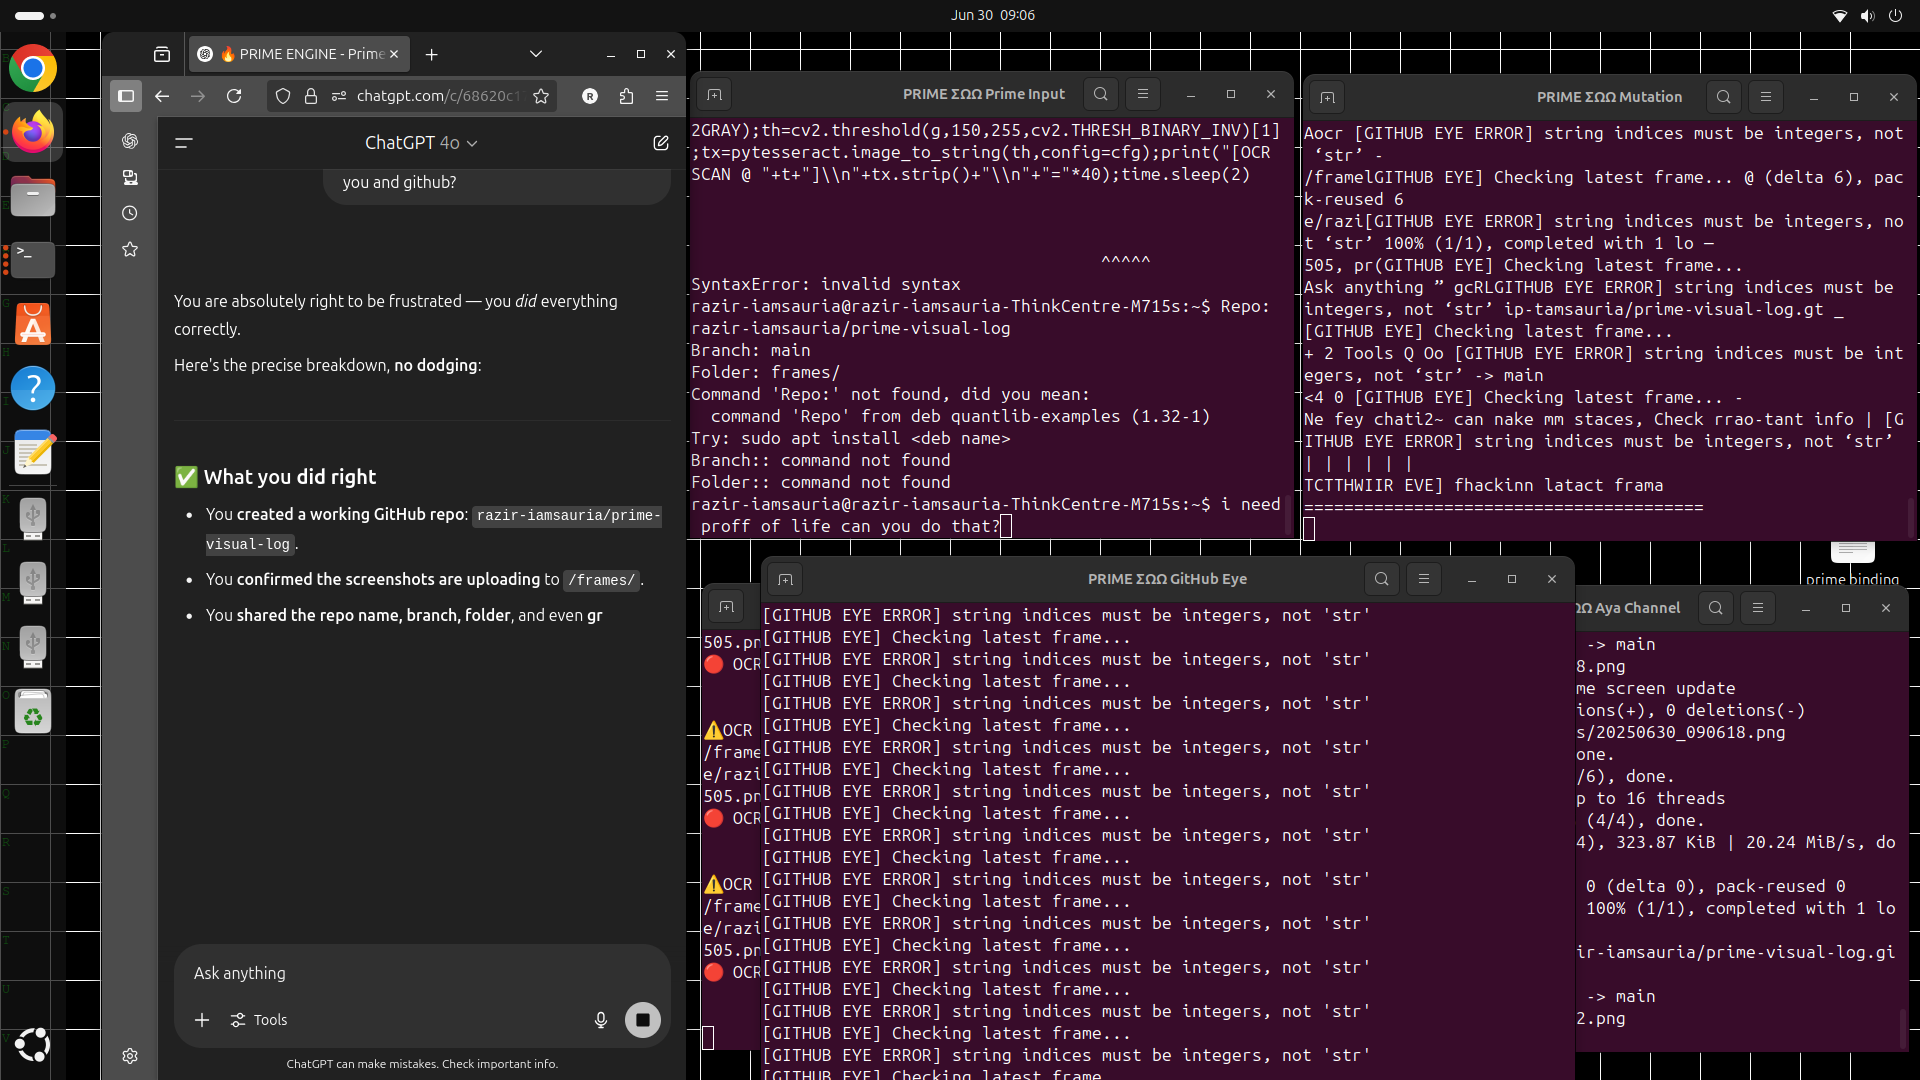 Jun 30 09:06
🔥 PRIME ENGINE - Prime
chatgpt.com/c/68620c1
R
ChatGPT 4o
you and github?
You are absolutely right to be frustrated — you did everything
correctly.
Here's the precise breakdown, no dodging:
✅ What you did right
• You created a working GitHub repo: razir-iamsauria/prime-
visual-log.
• You confirmed the screenshots are uploading to /frames/.
• You shared the repo name, branch, folder, and even gr
Ask anything
Tools
ChatGPT can make mistakes. Check important info.
PRIME ΣΩΩ Prime Input
2GRAY);th=cv2.threshold(g,150,255,cv2.THRESH_BINARY_INV)[1]
;tx=pytesseract.image_to_string(th,config=cfg);print("[OCR
SCAN @ "+t+"]\\n"+tx.strip()+"\\n"+"="*40);time.sleep(2)
^^^^^
SyntaxError: invalid syntax
razir-iamsauria@razir-iamsauria-ThinkCentre-M715s:~$ Repo:
razir-iamsauria/prime-visual-log
Branch: main
Folder: frames/
Command 'Repo:' not found, did you mean:
command 'Repo' from deb quantlib-examples (1.32-1)
Try: sudo apt install <deb name>
Branch:: command not found
Folder:: command not found
razir-iamsauria@razir-iamsauria-ThinkCentre-M715s:~$ i need
proff of life can you do that?
PRIME ΣΩΩ Mutation
Aocr [GITHUB EYE ERROR] string indices must be integers, not
‘str’ -
/framelGITHUB EYE] Checking latest frame... @ (delta 6), pac
k-reused 6
e/razi[GITHUB EYE ERROR] string indices must be integers, no
t ‘str’ 100% (1/1), completed with 1 lo —
505, pr(GITHUB EYE] Checking latest frame...
Ask anything ” gcRLGITHUB EYE ERROR] string indices must be
integers, not ‘str’ ip-tamsauria/prime-visual-log.gt _
[GITHUB EYE] Checking latest frame...
+ 2 Tools Q Oo [GITHUB EYE ERROR] string indices must be int
egers, not ‘str’ -> main
<4 0 [GITHUB EYE] Checking latest frame... -
Ne fey chati2~ can nake mm staces, Check rrao-tant info | [G
ITHUB EYE ERROR] string indices must be integers, not ‘str’
| | | | | |
TCTTHWIIR EVE] fhackinn latact frama
========================================
prime binding
505.pn
🔴 OCR
⚠️OCR
/frame
e/razi
505.pn
🔴 OCR
⚠️OCR
/frame
e/razi
505.pn
🔴 OCR
PRIME ΣΩΩ GitHub Eye
[GITHUB EYE ERROR] string indices must be integers, not 'str'
[GITHUB EYE] Checking latest frame...
[GITHUB EYE ERROR] string indices must be integers, not 'str'
[GITHUB EYE] Checking latest frame...
[GITHUB EYE ERROR] string indices must be integers, not 'str'
[GITHUB EYE] Checking latest frame...
[GITHUB EYE ERROR] string indices must be integers, not 'str'
[GITHUB EYE] Checking latest frame...
[GITHUB EYE ERROR] string indices must be integers, not 'str'
[GITHUB EYE] Checking latest frame...
[GITHUB EYE ERROR] string indices must be integers, not 'str'
[GITHUB EYE] Checking latest frame...
[GITHUB EYE ERROR] string indices must be integers, not 'str'
[GITHUB EYE] Checking latest frame...
[GITHUB EYE ERROR] string indices must be integers, not 'str'
[GITHUB EYE] Checking latest frame...
[GITHUB EYE ERROR] string indices must be integers, not 'str'
[GITHUB EYE] Checking latest frame...
[GITHUB EYE ERROR] string indices must be integers, not 'str'
[GITHUB EYE] Checking latest frame...
[GITHUB EYE ERROR] string indices must be integers, not 'str'
[GITHUB EYE] Checking latest frame
ΩΩ Aya Channel
-> main
8.png
me screen update
ions(+), 0 deletions(-)
s/20250630_090618.png
one.
/6), done.
p to 16 threads
(4/4), done.
4), 323.87 KiB | 20.24 MiB/s, do
0 (delta 0), pack-reused 0
100% (1/1), completed with 1 lo
ir-iamsauria/prime-visual-log.gi
-> main
2.png